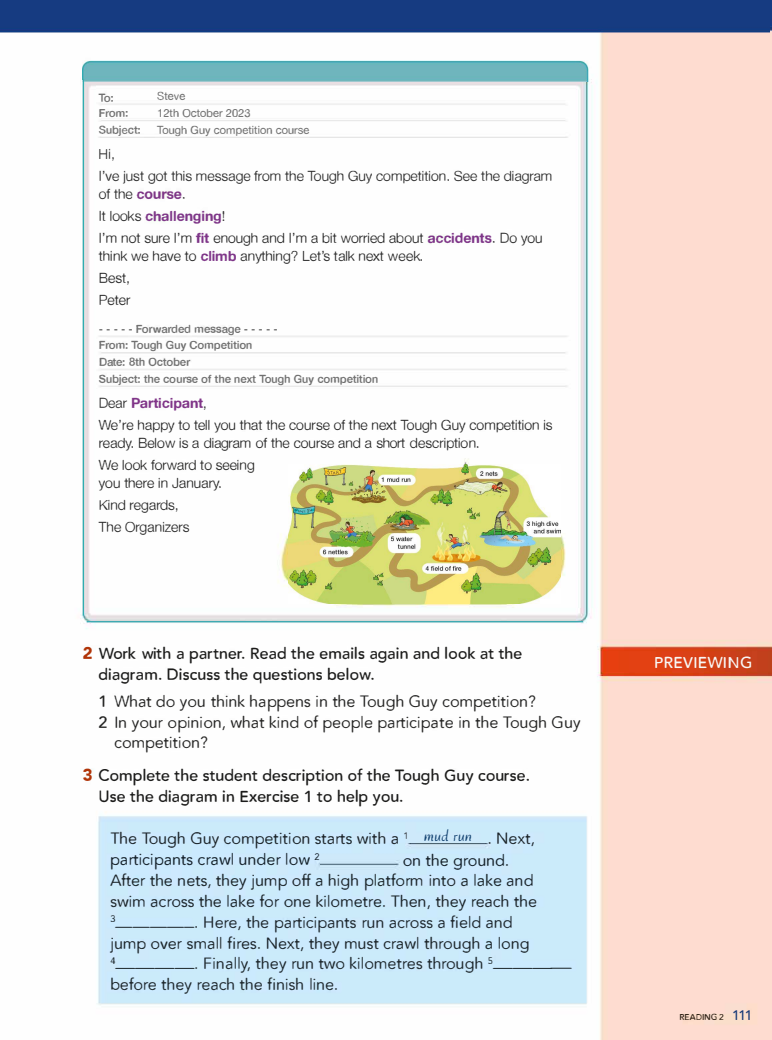 To: Steve
From: 12th October 2023
Subject: Tough Guy competition course
Hi,
I've just got this message from the Tough Guy competition. See the diagram
of the course.
It looks challenging!
I'm not sure I'm fit enough and I'm a bit worried about accidents. Do you
think we have to climb anything? Let's talk next week.
Best,
Peter
- - - - - Forwarded message - - - - -
From: Tough Guy Competition
Date: 8th October
Subject: the course of the next Tough Guy competition
Dear Participant,
We're happy to tell you that the course of the next Tough Guy competition is
ready. Below is a diagram of the course and a short description.
We look forward to seeing
you there in January.
Kind regards,
The Organizers
START
1 mud run
2 nets
3 high dive
and swim
4 field of fire
5 water
tunnel
6 nettles
2 Work with a partner. Read the emails again and look at the
diagram. Discuss the questions below.
1 What do you think happens in the Tough Guy competition?
2 In your opinion, what kind of people participate in the Tough Guy
competition?
PREVIEWING
3 Complete the student description of the Tough Guy course.
Use the diagram in Exercise 1 to help you.
The Tough Guy competition starts with a 1 mud run. Next,
participants crawl under low 2__________ on the ground.
After the nets, they jump off a high platform into a lake and
swim across the lake for one kilometre. Then, they reach the
3__________. Here, the participants run across a field and
jump over small fires. Next, they must crawl through a long
4__________. Finally, they run two kilometres through 5__________
before they reach the finish line.
READING 2 111